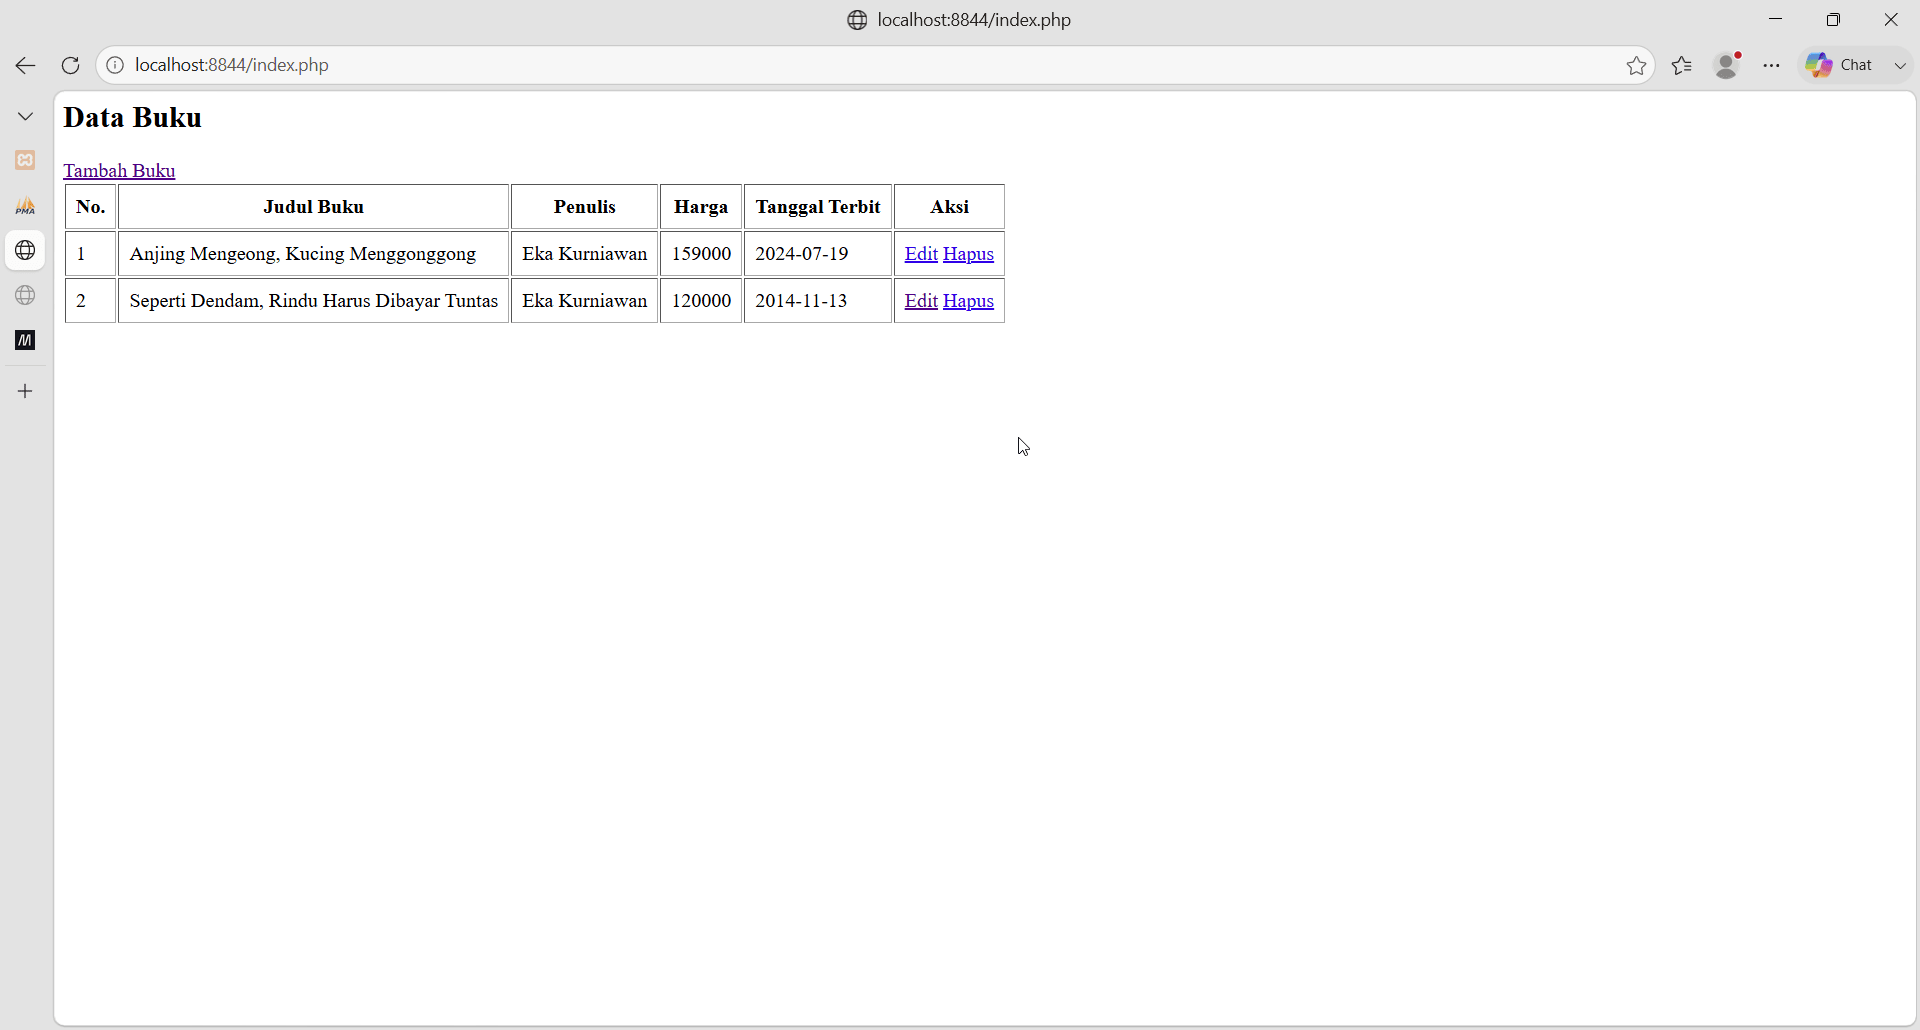 localhost:8844/index.php
localhost:8844/index.php
Chat
Data Buku
PMA
Tambah Buku
No. Judul Buku Penulis Harga Tanggal Terbit Aksi
1 Anjing Mengeong, Kucing Menggonggong Eka Kurniawan 159000 2024-07-19 Edit Hapus
2 Seperti Dendam, Rindu Harus Dibayar Tuntas Eka Kurniawan 120000 2014-11-13 Edit Hapus